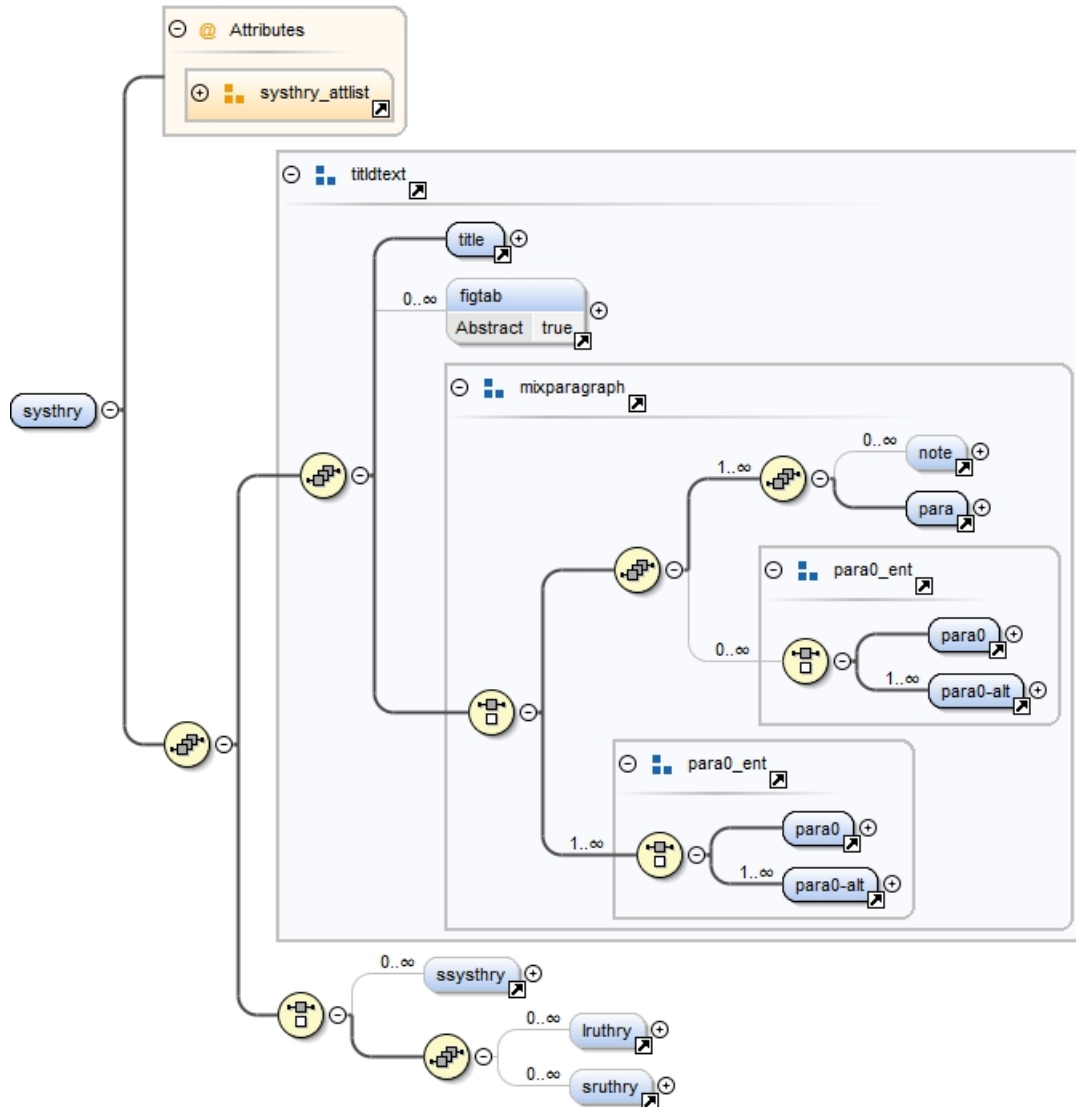 @ Attributes
systhry_attlist
titldtext
title
0..∞ figtab
Abstract true
mixparagraph
systhry
0..∞ note
1..∞
para
para0_ent
para0
0..∞
1..∞ para0-alt
para0_ent
para0
1..∞
1..∞ para0-alt
0..∞ ssysthry
0..∞ lruthry
0..∞ sruthry